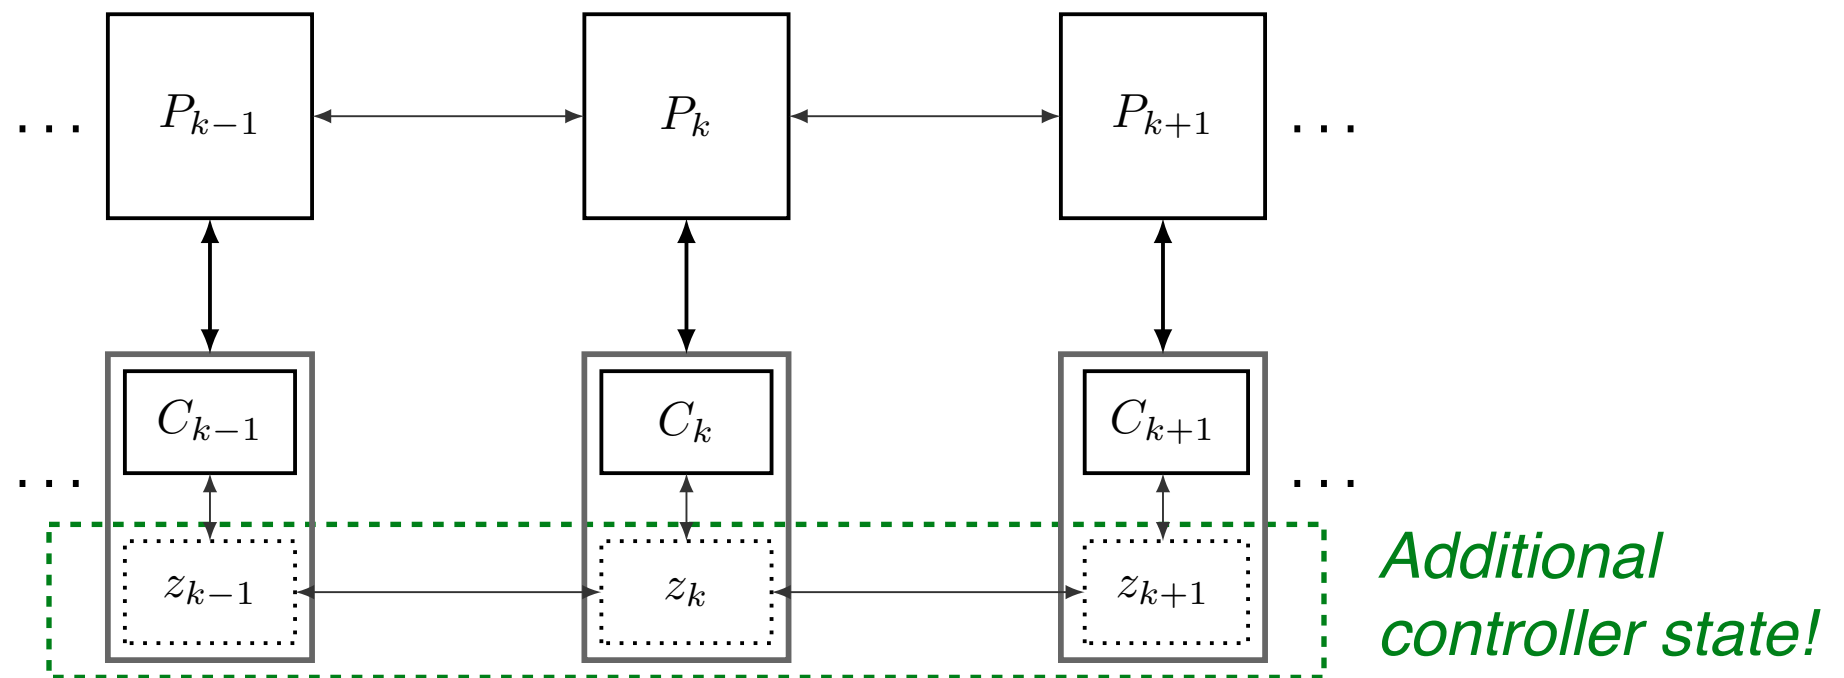 P_{k-1} P_k P_{k+1}
... ...
C_{k-1} C_k C_{k+1}
... ...
z_{k-1} z_k z_{k+1}
Additional
controller state!